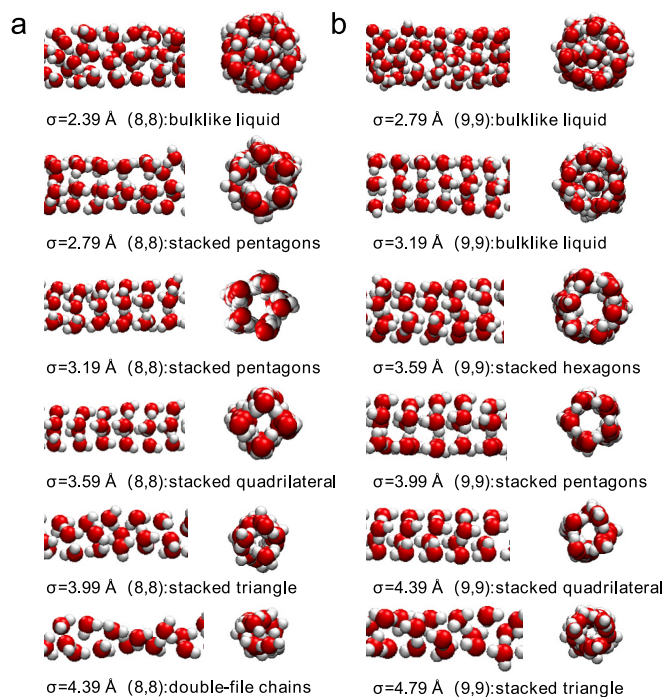 a
σ=2.39 Å (8,8):bulklike liquid
σ=2.79 Å (8,8):stacked pentagons
σ=3.19 Å (8,8):stacked pentagons
σ=3.59 Å (8,8):stacked quadrilateral
σ=3.99 Å (8,8):stacked triangle
σ=4.39 Å (8,8):double-file chains
b
σ=2.79 Å (9,9):bulklike liquid
σ=3.19 Å (9,9):bulklike liquid
σ=3.59 Å (9,9):stacked hexagons
σ=3.99 Å (9,9):stacked pentagons
σ=4.39 Å (9,9):stacked quadrilateral
σ=4.79 Å (9,9):stacked triangle